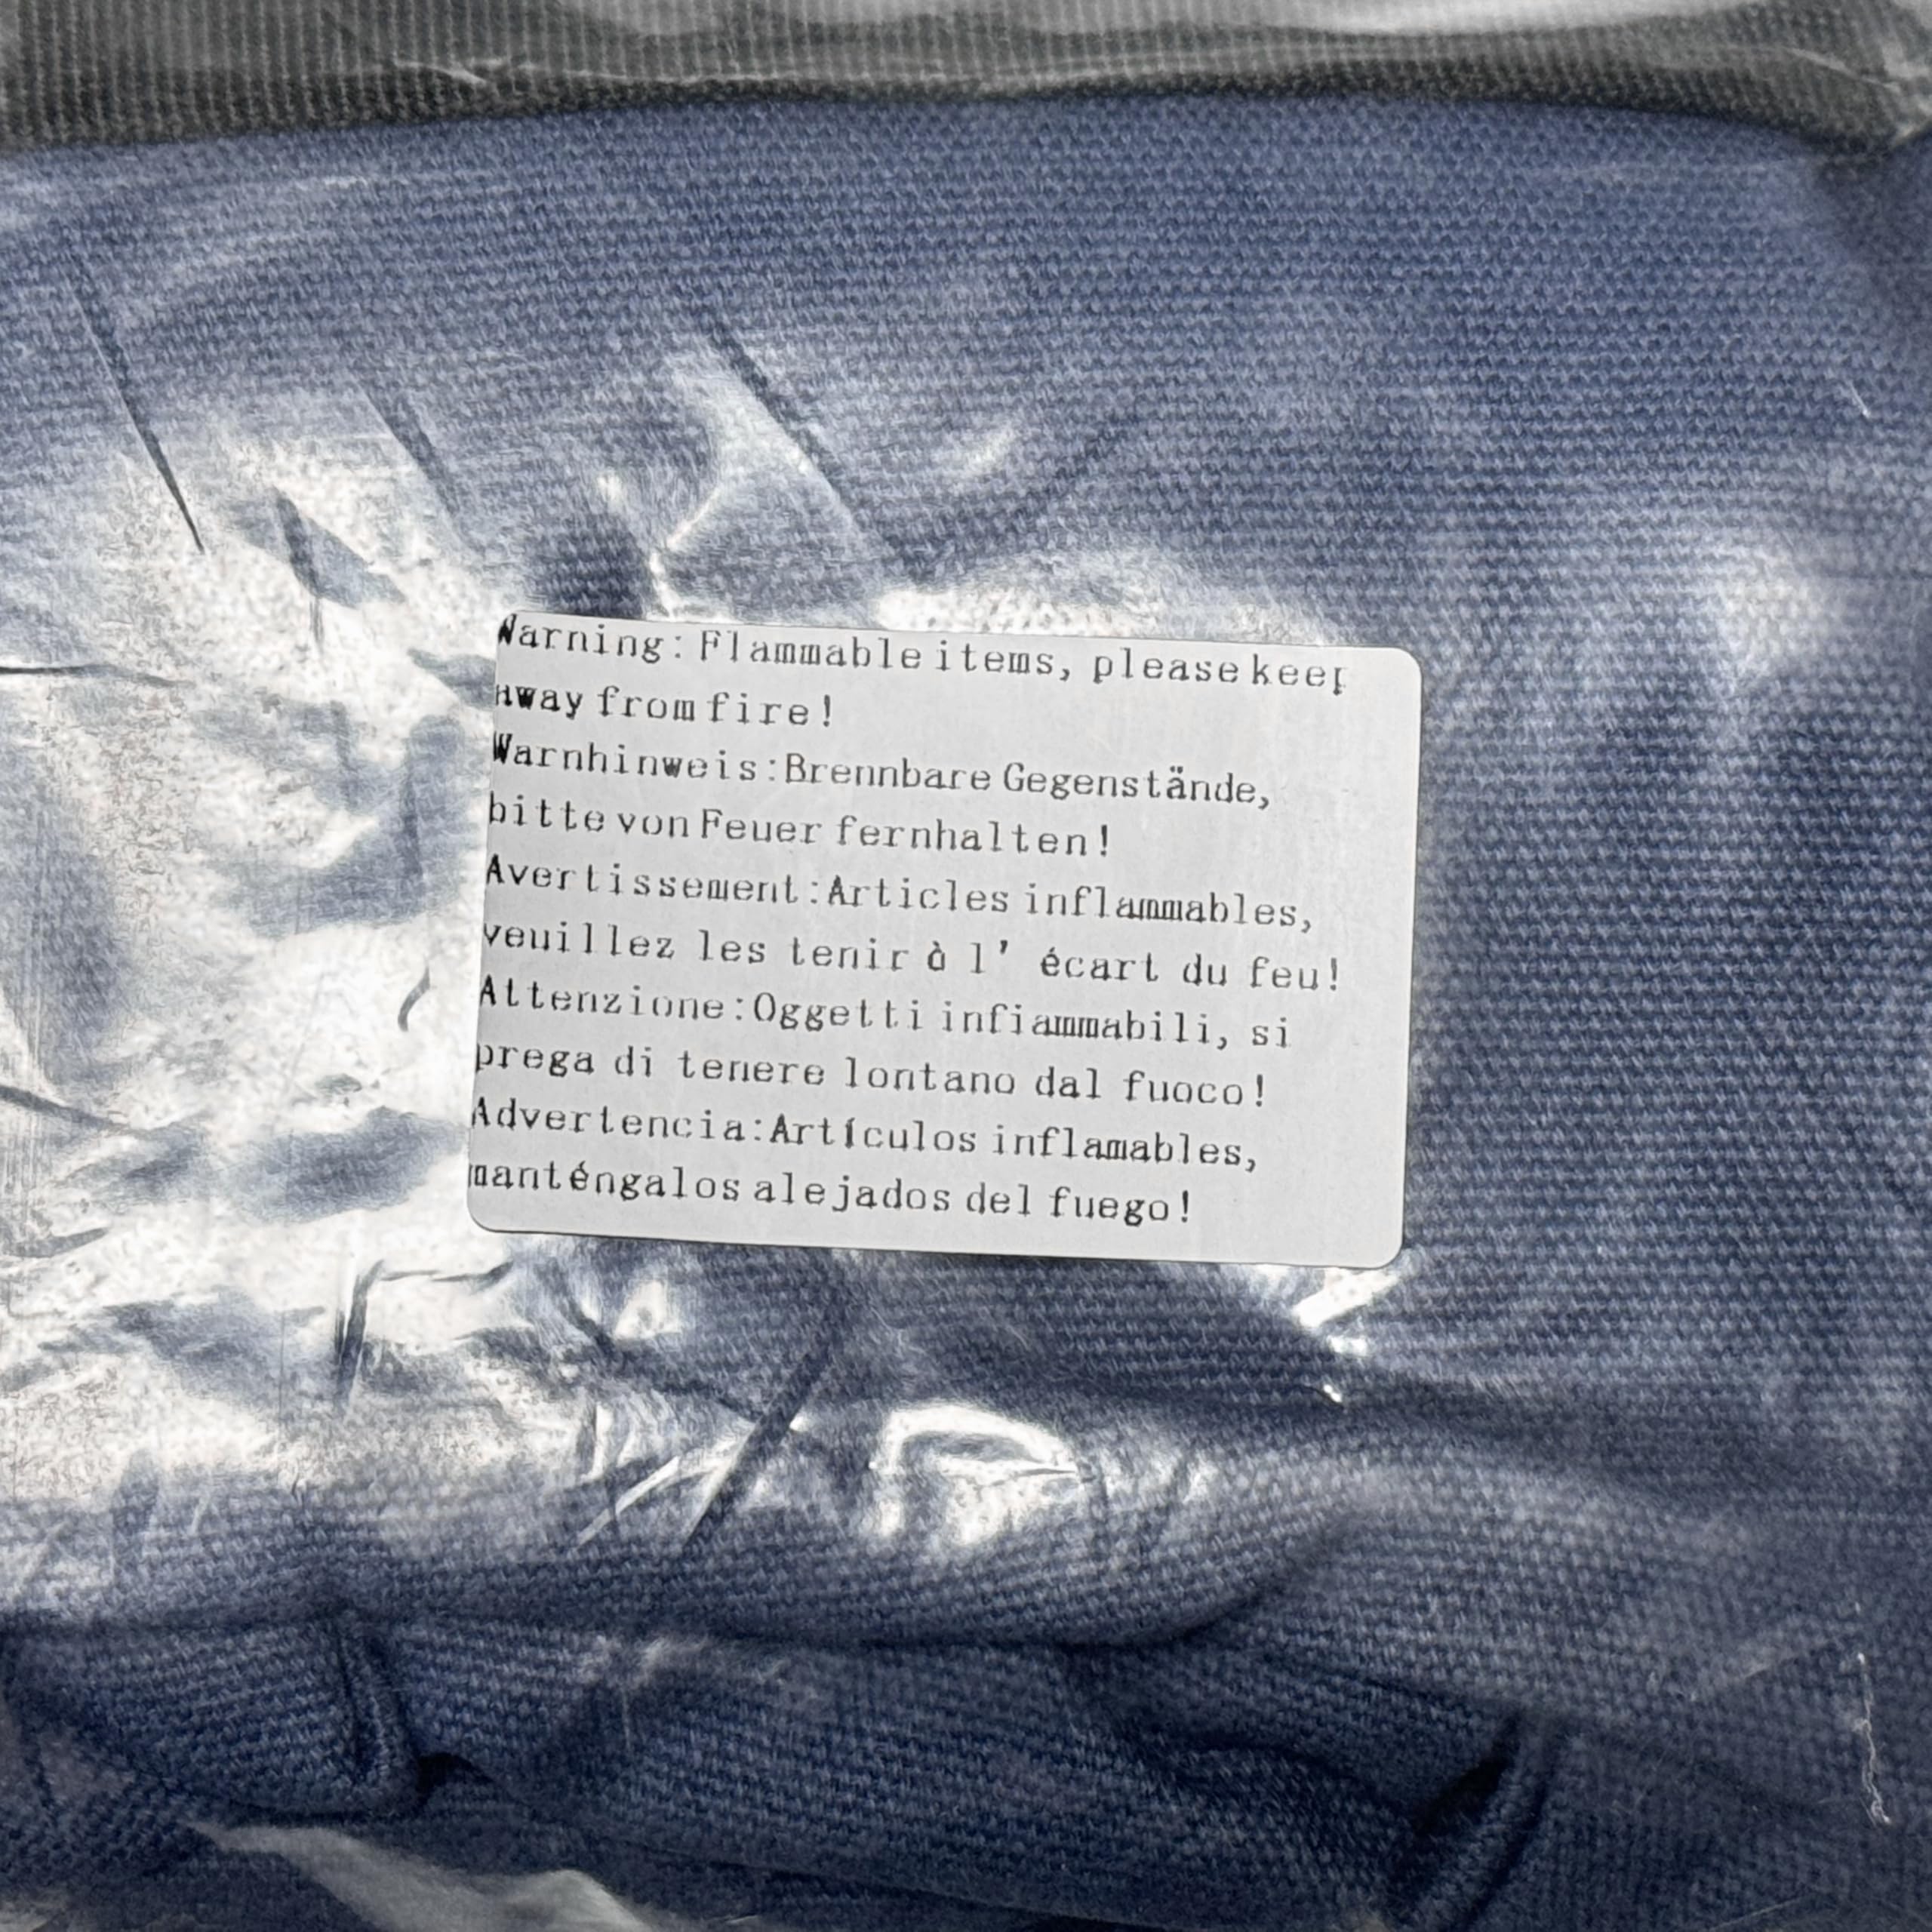 Warning: Flammable items, please keep
away from fire!
Warnhinweis:Brennbare Gegenstände,
bitte von Feuer fernhalten!
Avertissement:Articles inflammables,
veuillez les tenir à l’ écart du feu!
Attenzione:Oggetti infiammabili, si
prega di tenere lontano dal fuoco!
Advertencia:Artículos inflamables,
manténgalos alejados del fuego!